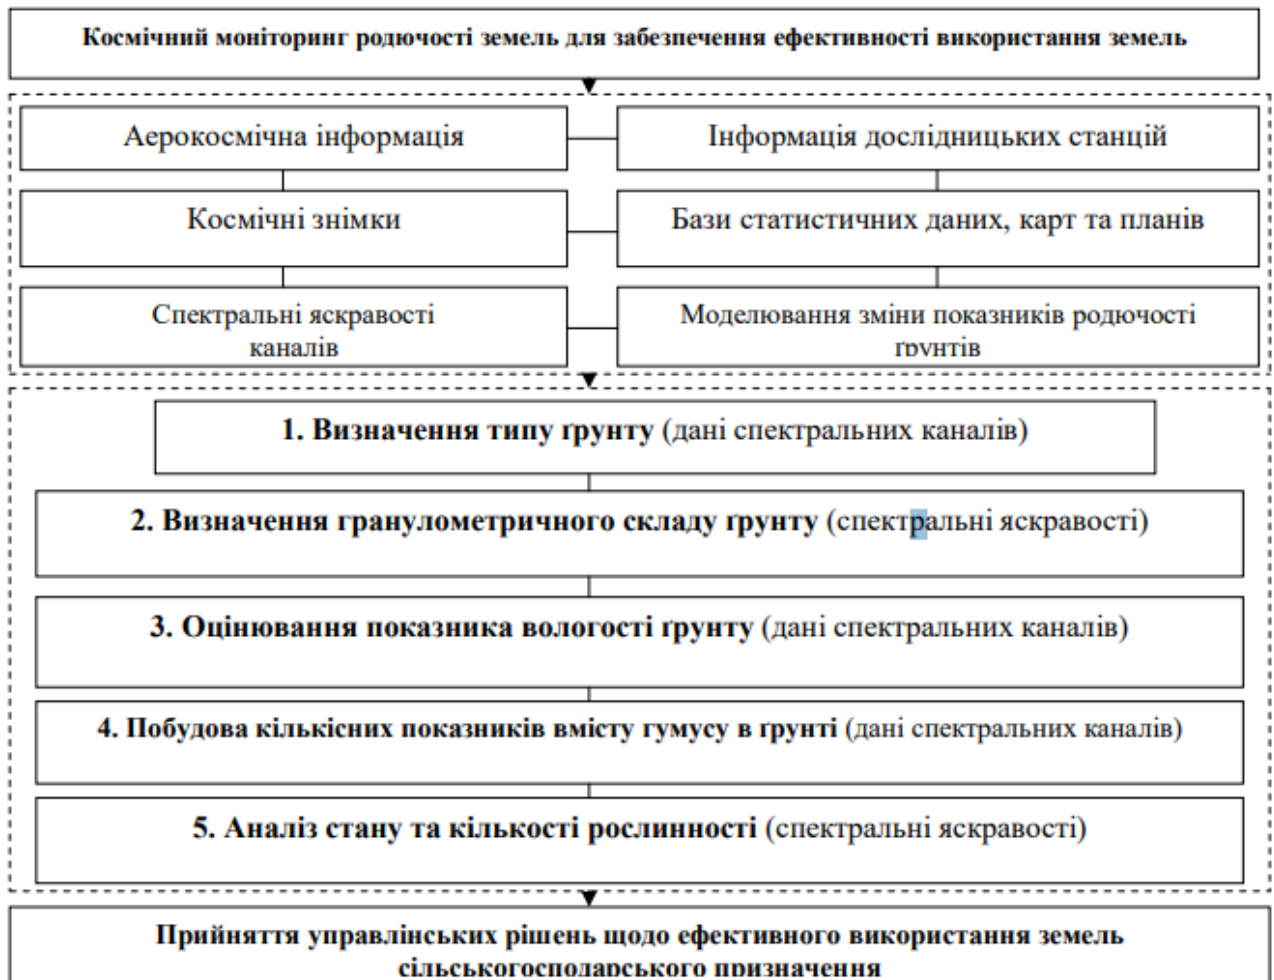 Космічний моніторинг родючості земель для забезпечення ефективності використання земель
Аерокосмічна інформація
Інформація дослідницьких станцій
Космічні знімки
Бази статистичних даних, карт та планів
Спектральні яскравості
каналів
Моделювання зміни показників родючості
ґрунтів
1. Визначення типу ґрунту (дані спектральних каналів)
2. Визначення гранулометричного складу ґрунту (спектральні яскравості)
3. Оцінювання показника вологості ґрунту (дані спектральних каналів)
4. Побудова кількісних показників вмісту гумусу в ґрунті (дані спектральних каналів)
5. Аналіз стану та кількості рослинності (спектральні яскравості)
Прийняття управлінських рішень щодо ефективного використання земель
сільськогосподарського призначення